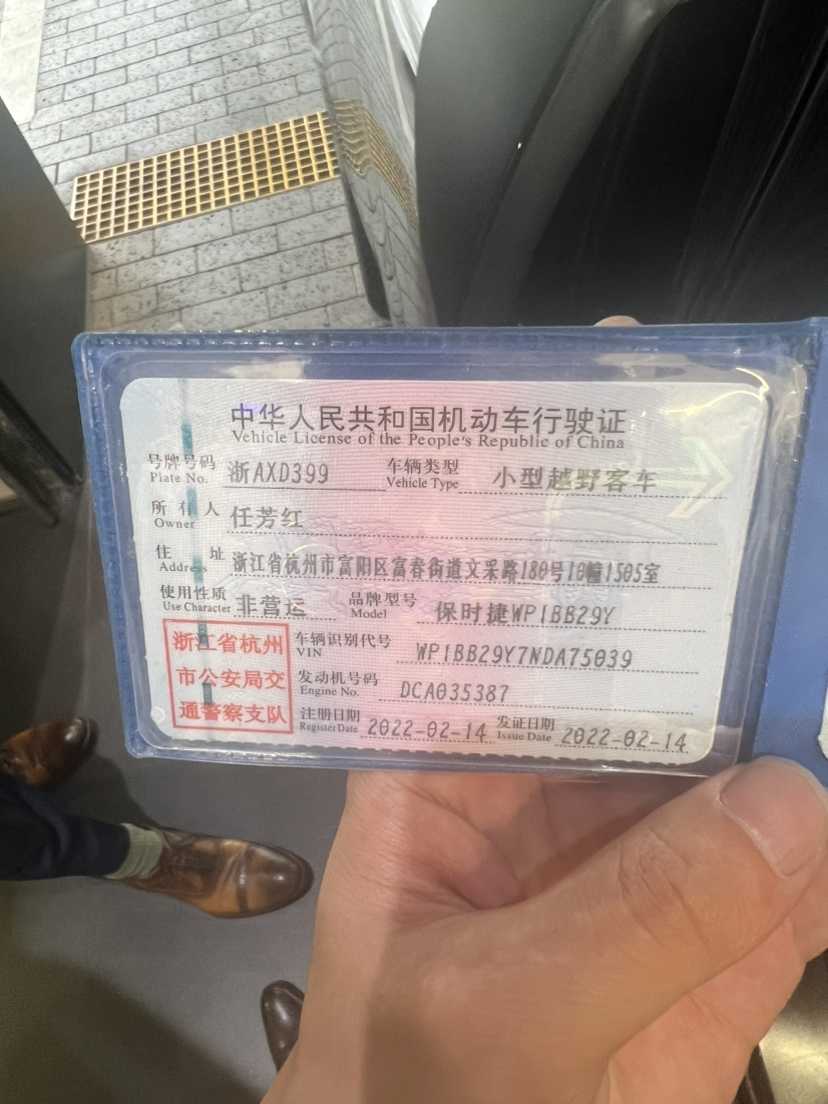 中华人民共和国机动车行驶证
Vehicle License of the People's Republic of China
号牌号码 Plate No. 浙AXD399 车辆类型 Vehicle Type 小型越野客车
所有人 Owner 任芳红
住址 Address 浙江省杭州市富阳区富春街道文采路180号10幢1505室
使用性质 Use Character 非营运 品牌型号 Model 保时捷WP1BB29Y
浙江省杭州
市公安局交
通警察支队
车辆识别代号 VIN WP1BB29Y7NDA75039
发动机号码 Engine No. DCA035387
注册日期 Register Date 2022-02-14 发证日期 Issue Date 2022-02-14